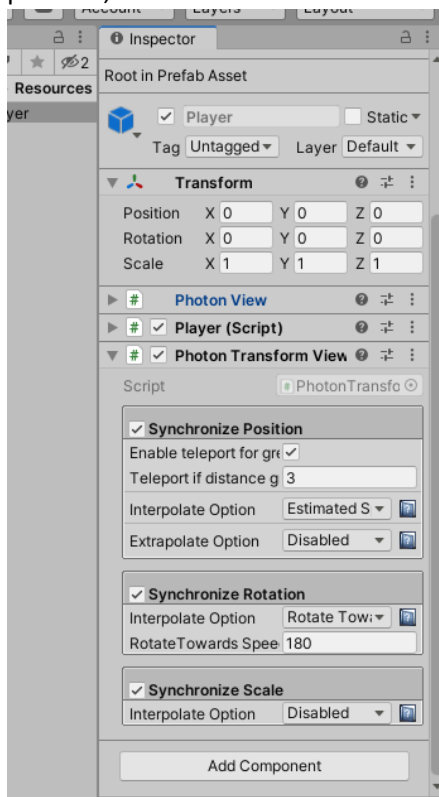 Account Layers Layout
Inspector
2
Root in Prefab Asset
Resources
yer
Player Static
Tag Untagged Layer Default
Transform
Position X 0 Y 0 Z 0
Rotation X 0 Y 0 Z 0
Scale X 1 Y 1 Z 1
# Photon View
# Player (Script)
# Photon Transform View
Script # PhotonTransfo
Synchronize Position
Enable teleport for gre
Teleport if distance g 3
Interpolate Option Estimated S
Extrapolate Option Disabled
Synchronize Rotation
Interpolate Option Rotate Towa
RotateTowards Spee 180
Synchronize Scale
Interpolate Option Disabled
Add Component